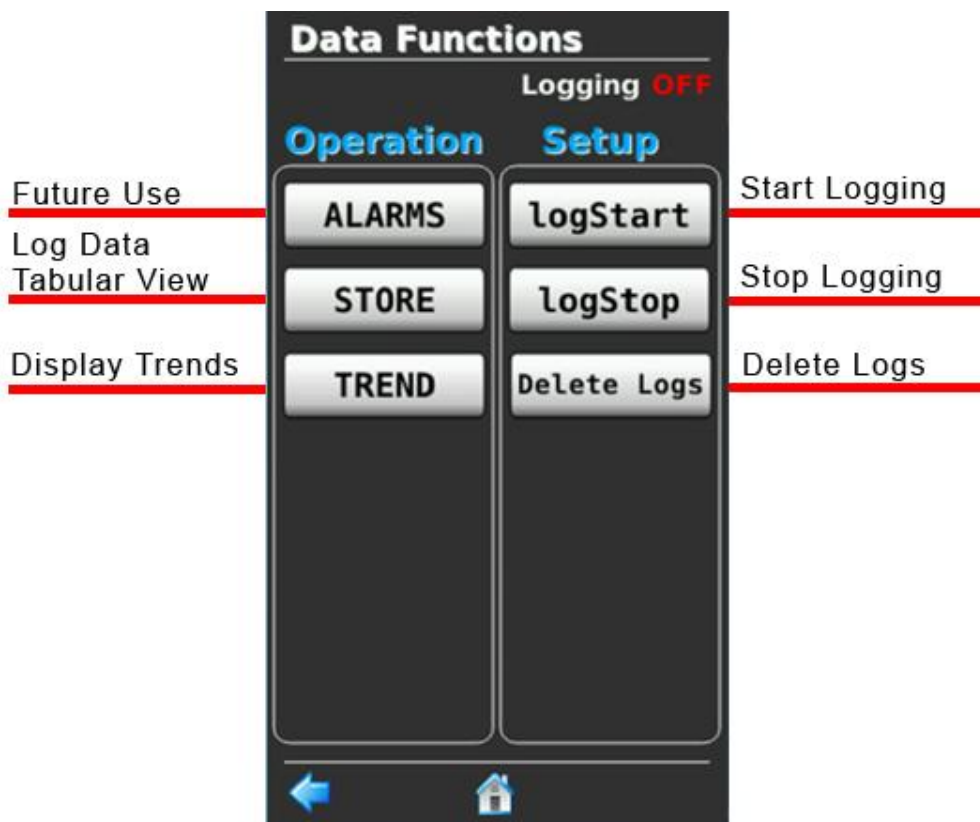 Data Functions
Logging OFF
Operation Setup
Future Use
ALARMS
logStart
Start Logging
Log Data
Tabular View
STORE
logStop
Stop Logging
Display Trends
TREND
Delete Logs
Delete Logs